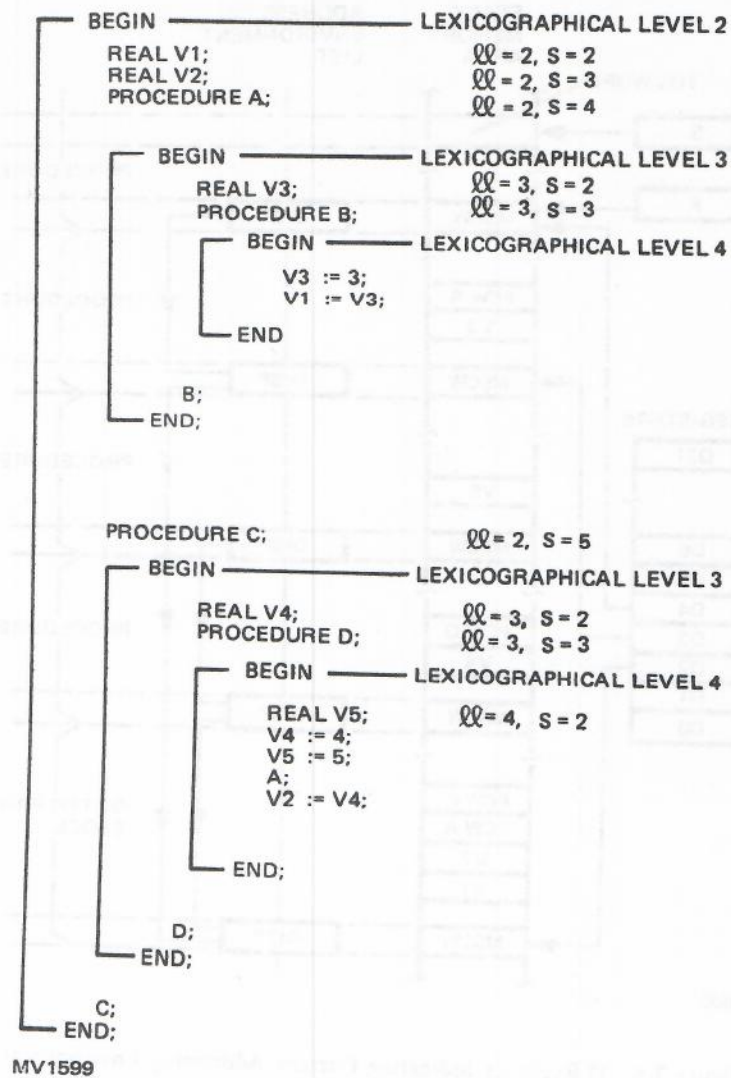 BEGIN LEXICOGRAPHICAL LEVEL 2
REAL V1; ℓℓ = 2, S = 2
REAL V2; ℓℓ = 2, S = 3
PROCEDURE A; ℓℓ = 2, S = 4
BEGIN LEXICOGRAPHICAL LEVEL 3
REAL V3; ℓℓ = 3, S = 2
PROCEDURE B; ℓℓ = 3, S = 3
BEGIN LEXICOGRAPHICAL LEVEL 4
V3 := 3;
V1 := V3;
END
B;
END;
PROCEDURE C; ℓℓ = 2, S = 5
BEGIN LEXICOGRAPHICAL LEVEL 3
REAL V4; ℓℓ = 3, S = 2
PROCEDURE D; ℓℓ = 3, S = 3
BEGIN LEXICOGRAPHICAL LEVEL 4
REAL V5; ℓℓ = 4, S = 2
V4 := 4;
V5 := 5;
A;
V2 := V4;
END;
D;
END;
C;
END;
MV1599